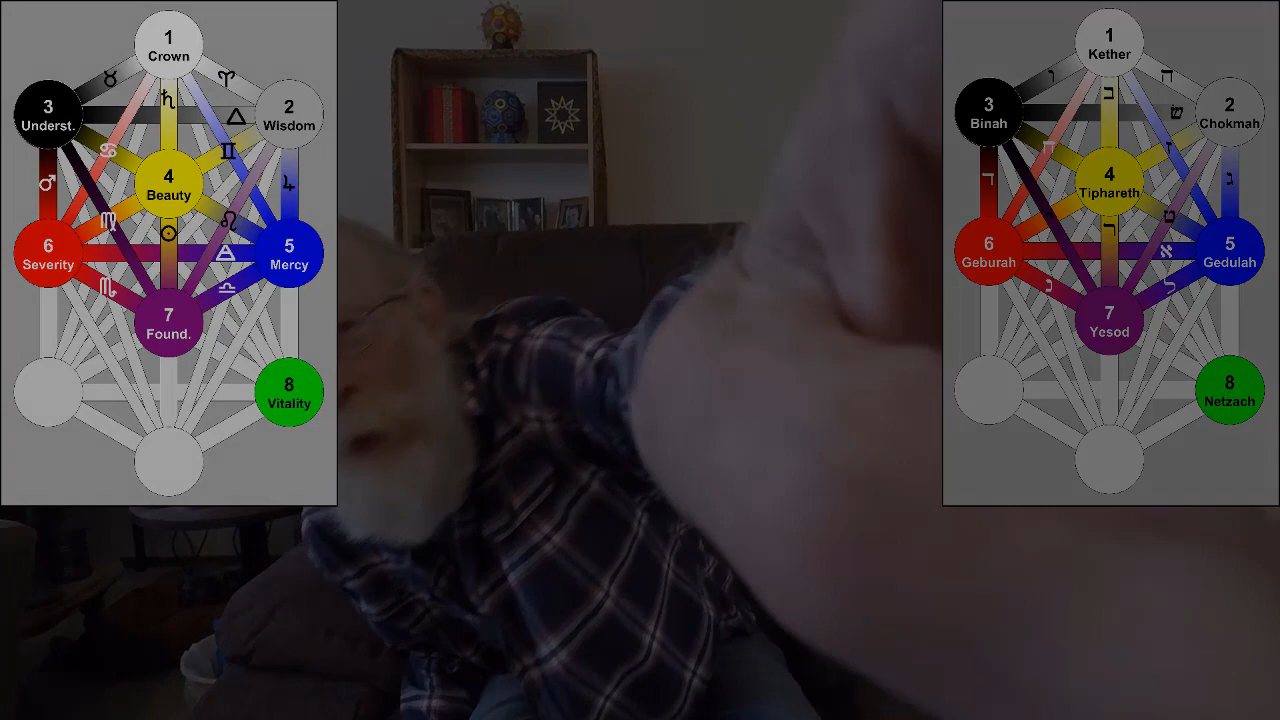 1
Crown
♉ ♈
♄
3
Underst.
2
Wisdom
🜂
♋ ♊
4
Beauty
♂ ♃
♍ ♌
☉
6
Severity
5
Mercy
🜁
♏ ♎
7
Found.
8
Vitality
1
Kether
ו ה
ב
3
Binah
2
Chokmah
ש
ח ז
4
Tiphareth
ד ג
י ט
ר
6
Geburah
5
Gedulah
א
נ ל
7
Yesod
8
Netzach